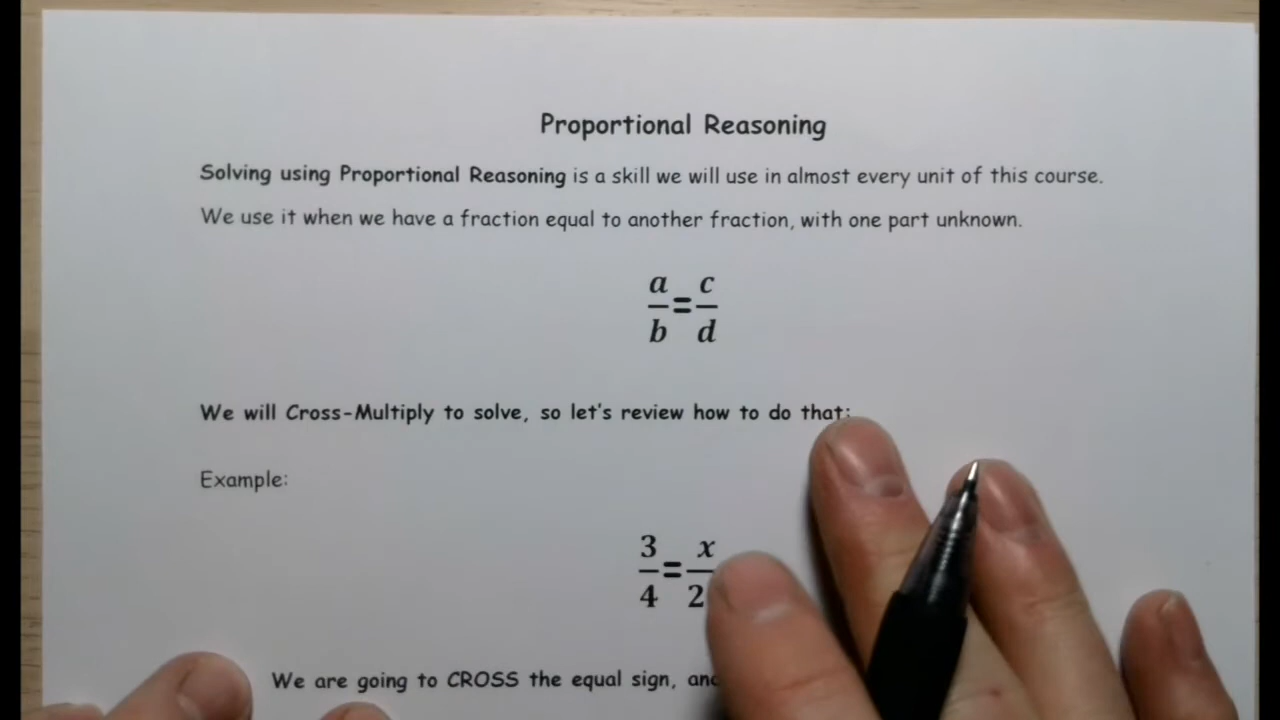 Proportional Reasoning
Solving using Proportional Reasoning is a skill we will use in almost every unit of this course.
We use it when we have a fraction equal to another fraction, with one part unknown.
a/b = c/d
We will Cross-Multiply to solve, so let's review how to do that:
Example:
3/4 = x/2
We are going to CROSS the equal sign,